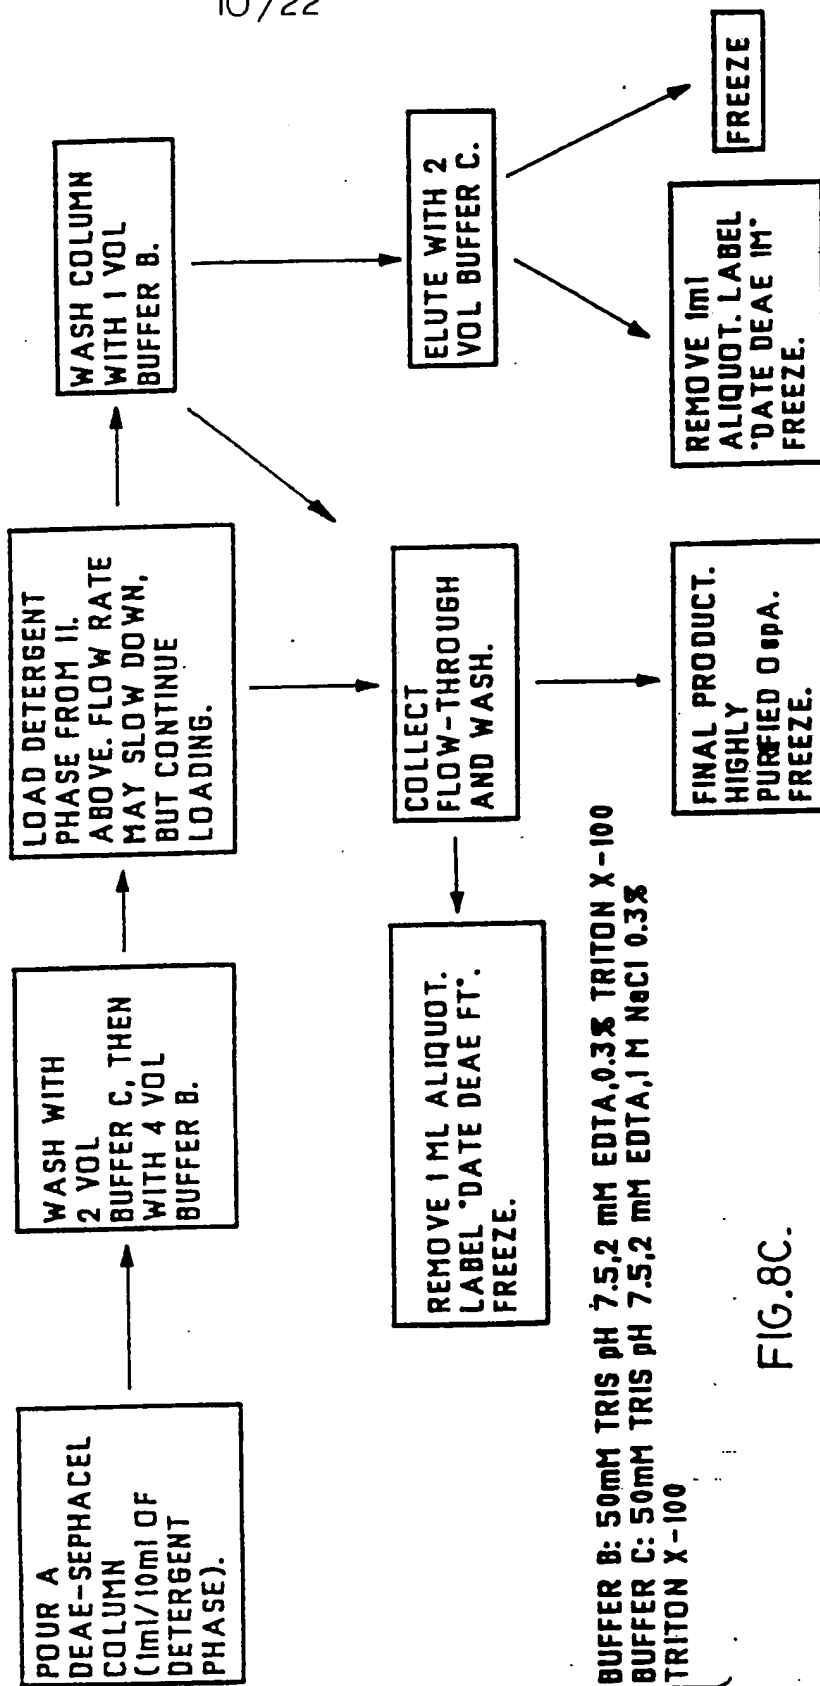 10/22
POUR A
DEAE-SEPHACEL
COLUMN
(1ml/10ml OF
DETERGENT
PHASE).
WASH WITH
2 VOL
BUFFER C, THEN
WITH 4 VOL
BUFFER B.
LOAD DETERGENT
PHASE FROM II.
ABOVE. FLOW RATE
MAY SLOW DOWN,
BUT CONTINUE
LOADING.
WASH COLUMN
WITH 1 VOL
BUFFER B.
REMOVE 1 ML ALIQUOT.
LABEL "DATE DEAE FT".
FREEZE.
COLLECT
FLOW-THROUGH
AND WASH.
ELUTE WITH 2
VOL BUFFER C.
FINAL PRODUCT.
HIGHLY
PURIFIED OspA.
FREEZE.
REMOVE 1ml
ALIQUOT. LABEL
"DATE DEAE 1M"
FREEZE.
FREEZE
BUFFER B: 50mM TRIS pH 7.5,2 mM EDTA,0.3% TRITON X-100
BUFFER C: 50mM TRIS pH 7.5,2 mM EDTA,1 M NaCl 0.3%
TRITON X-100
FIG.8C.